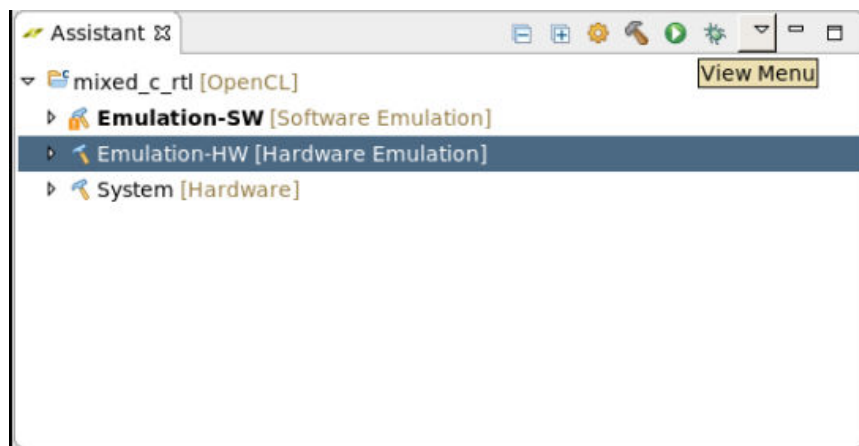 Assistant
View Menu
mixed_c_rtl [OpenCL]
Emulation-SW [Software Emulation]
Emulation-HW [Hardware Emulation]
System [Hardware]